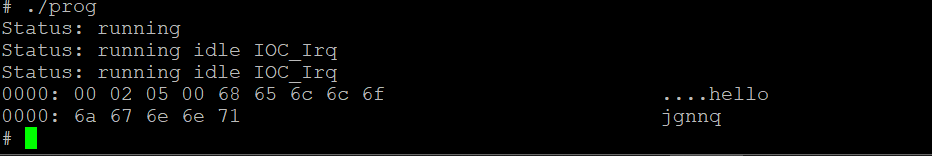 # ./prog
Status: running
Status: running idle IOC_Irq
Status: running idle IOC_Irq
0000: 00 02 05 00 68 65 6c 6c 6f ....hello
0000: 6a 67 6e 6e 71 jgnnq
#